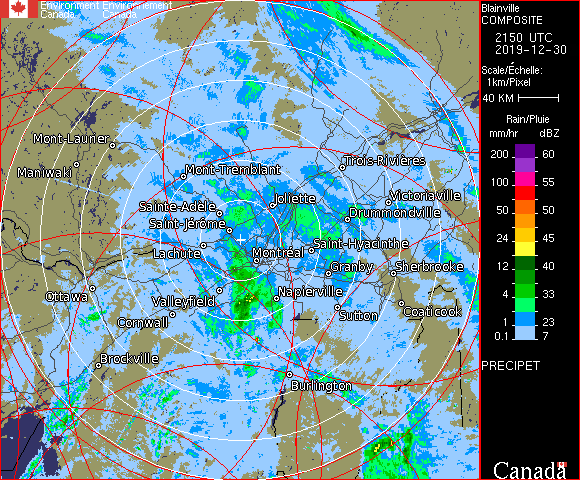 Environment Environnement
Canada Canada
Blainville
COMPOSITE
2150 UTC
2019-12-30
Scale/Échelle:
1km/Pixel
40 KM
Rain/Pluie
mm/hr dBZ
200 60
100 55
50 50
24 45
12 40
4 33
1 23
0.1 7
PRECIPET
Canada
Mont-Laurier
Maniwaki
Mont-Tremblant
Trois-Rivières
Sainte-Adèle
Joliette
Victoriaville
Drummondville
Saint-Jérôme
Lachute
Montréal
Saint-Hyacinthe
Granby
Sherbrooke
Ottawa
Valleyfield
Napierville
Cornwall
Sutton
Coaticook
Brockville
Burlington